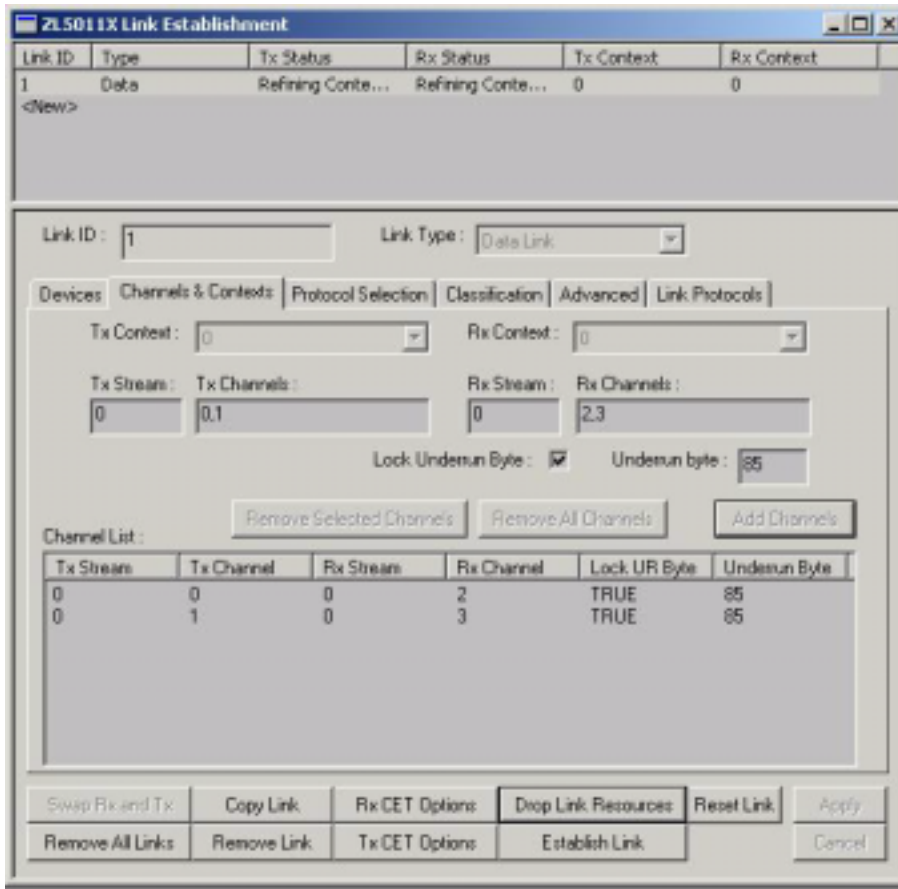 ZL5011X Link Establishment
Link ID Type Tx Status Rx Status Tx Context Rx Context
1 Data Refining Conte... Refining Conte... 0 0
<New>
Link ID : 1 Link Type : Data Link
Devices Channels & Contexts Protocol Selection Classification Advanced Link Protocols
Tx Context : 0 Rx Context : 0
Tx Stream : Tx Channels : Rx Stream : Rx Channels :
0 0,1 0 2,3
Lock Underrun Byte : Underrun byte : 85
Remove Selected Channels Remove All Channels Add Channels
Channel List :
Tx Stream Tx Channel Rx Stream Rx Channel Lock UR Byte Underrun Byte
0 0 0 2 TRUE 85
0 1 0 3 TRUE 85
Swap Rx and Tx Copy Link Rx CET Options Drop Link Resources Reset Link Apply
Remove All Links Remove Link Tx CET Options Establish Link Cancel